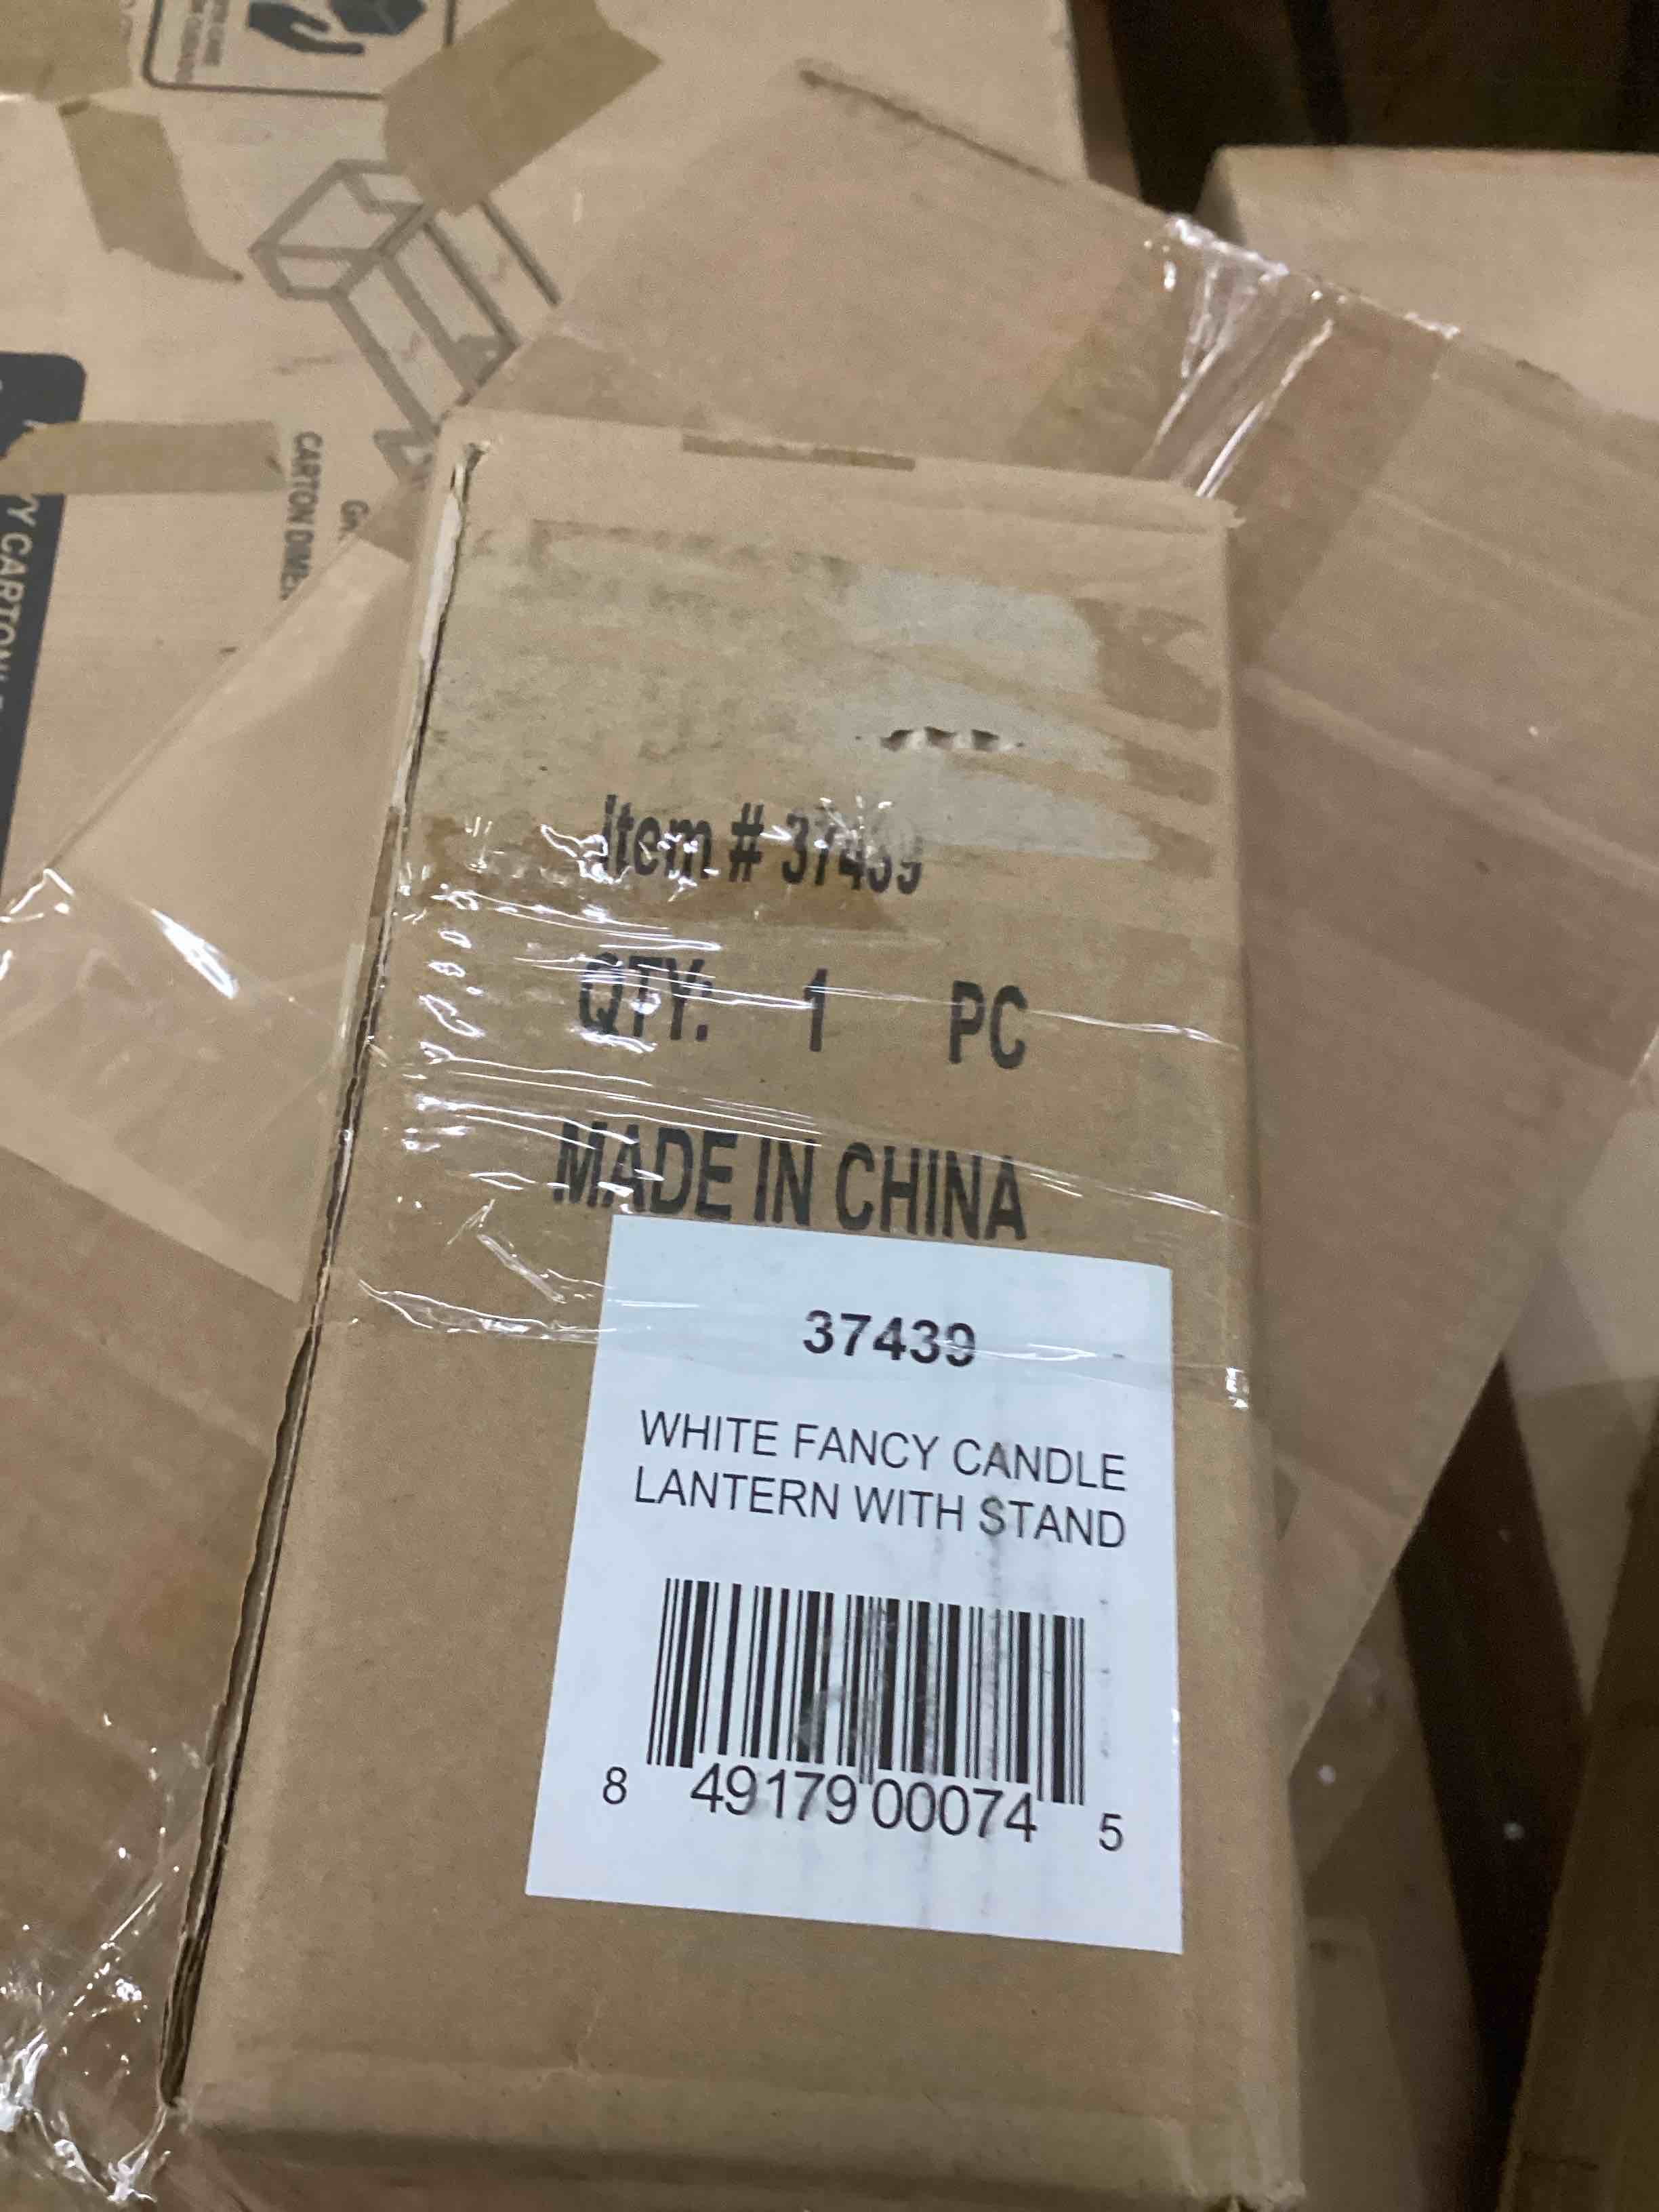 Item # 37439
QTY: 1 PC
MADE IN CHINA
37439
WHITE FANCY CANDLE
LANTERN WITH STAND
8 49179 00074 5
CARTON DIME
Y CARTON